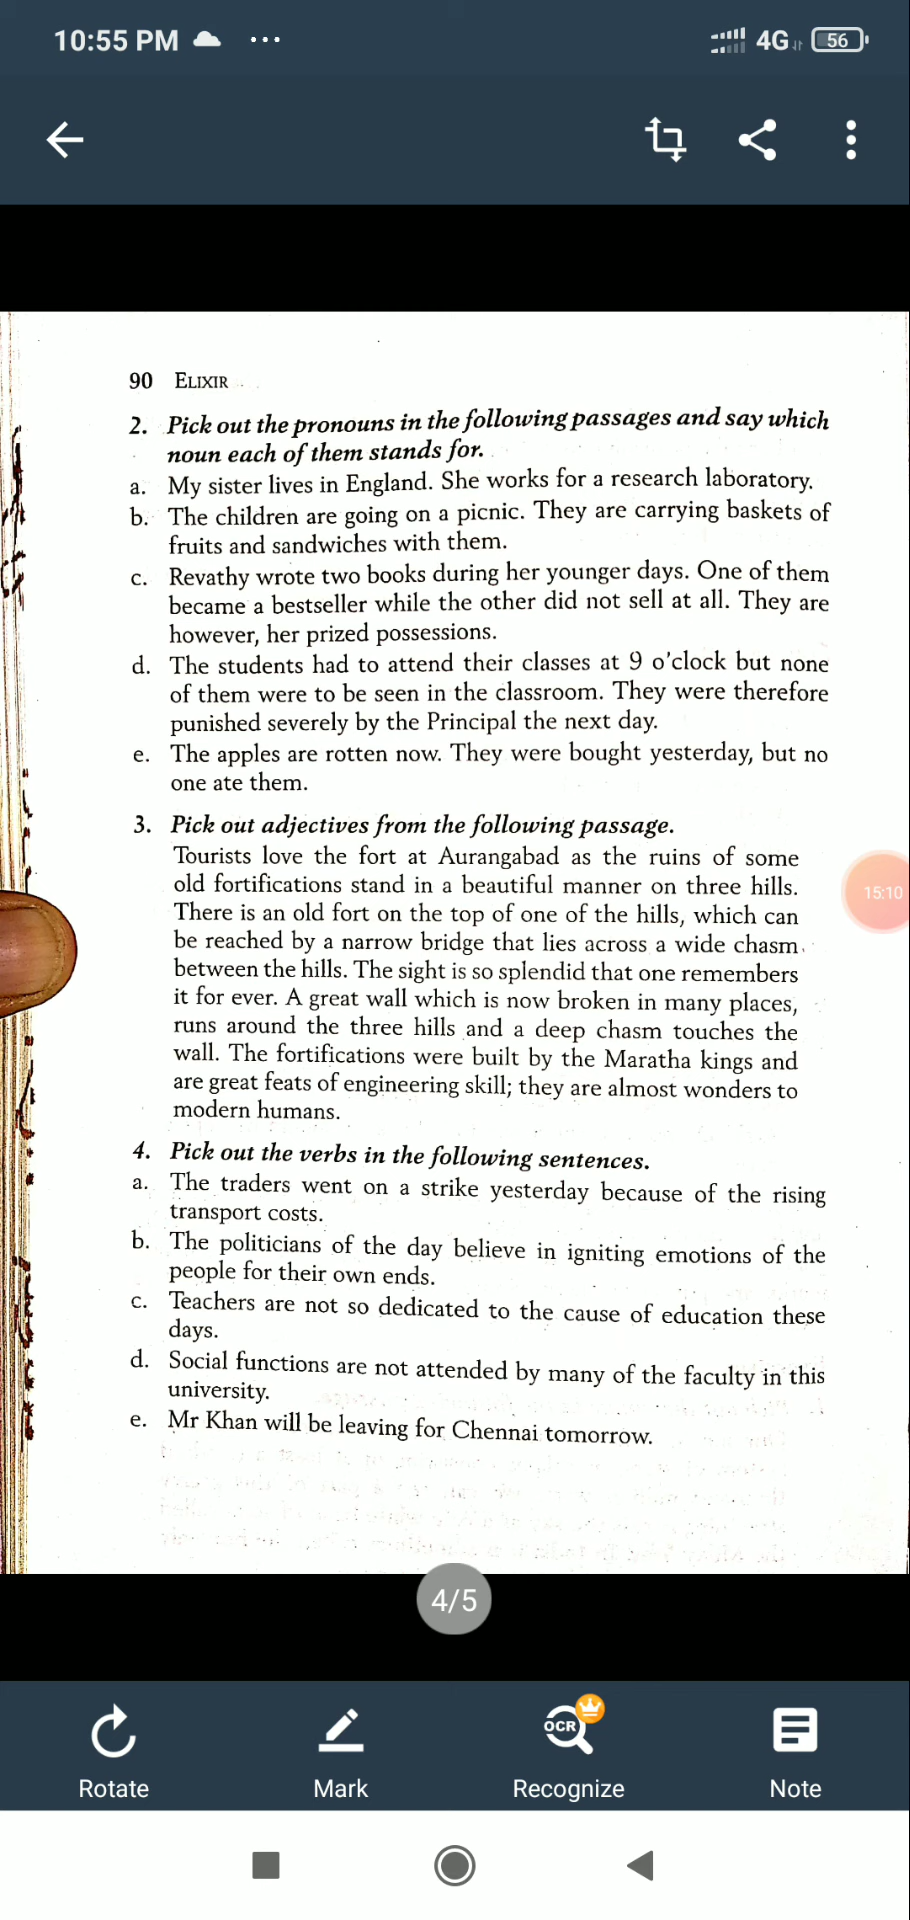 10:55 PM
4G 56
90 ELIXIR
2. Pick out the pronouns in the following passages and say which
noun each of them stands for.
a. My sister lives in England. She works for a research laboratory.
b. The children are going on a picnic. They are carrying baskets of
fruits and sandwiches with them.
c. Revathy wrote two books during her younger days. One of them
became a bestseller while the other did not sell at all. They are
however, her prized possessions.
d. The students had to attend their classes at 9 o'clock but none
of them were to be seen in the classroom. They were therefore
punished severely by the Principal the next day.
e. The apples are rotten now. They were bought yesterday, but no
one ate them.
3. Pick out adjectives from the following passage.
Tourists love the fort at Aurangabad as the ruins of some
old fortifications stand in a beautiful manner on three hills.
15:10
There is an old fort on the top of one of the hills, which can
be reached by a narrow bridge that lies across a wide chasm
between the hills. The sight is so splendid that one remembers
it for ever. A great wall which is now broken in many places,
runs around the three hills and a deep chasm touches the
wall. The fortifications were built by the Maratha kings and
are great feats of engineering skill; they are almost wonders to
modern humans.
4. Pick out the verbs in the following sentences.
a. The traders went on a strike yesterday because of the rising
transport costs.
b. The politicians of the day believe in igniting emotions of the
people for their own ends.
c. Teachers are not so dedicated to the cause of education these
days.
d. Social functions are not attended by many of the faculty in this
university.
e. Mr Khan will be leaving for Chennai tomorrow.
4/5
OCR
Rotate Mark Recognize Note